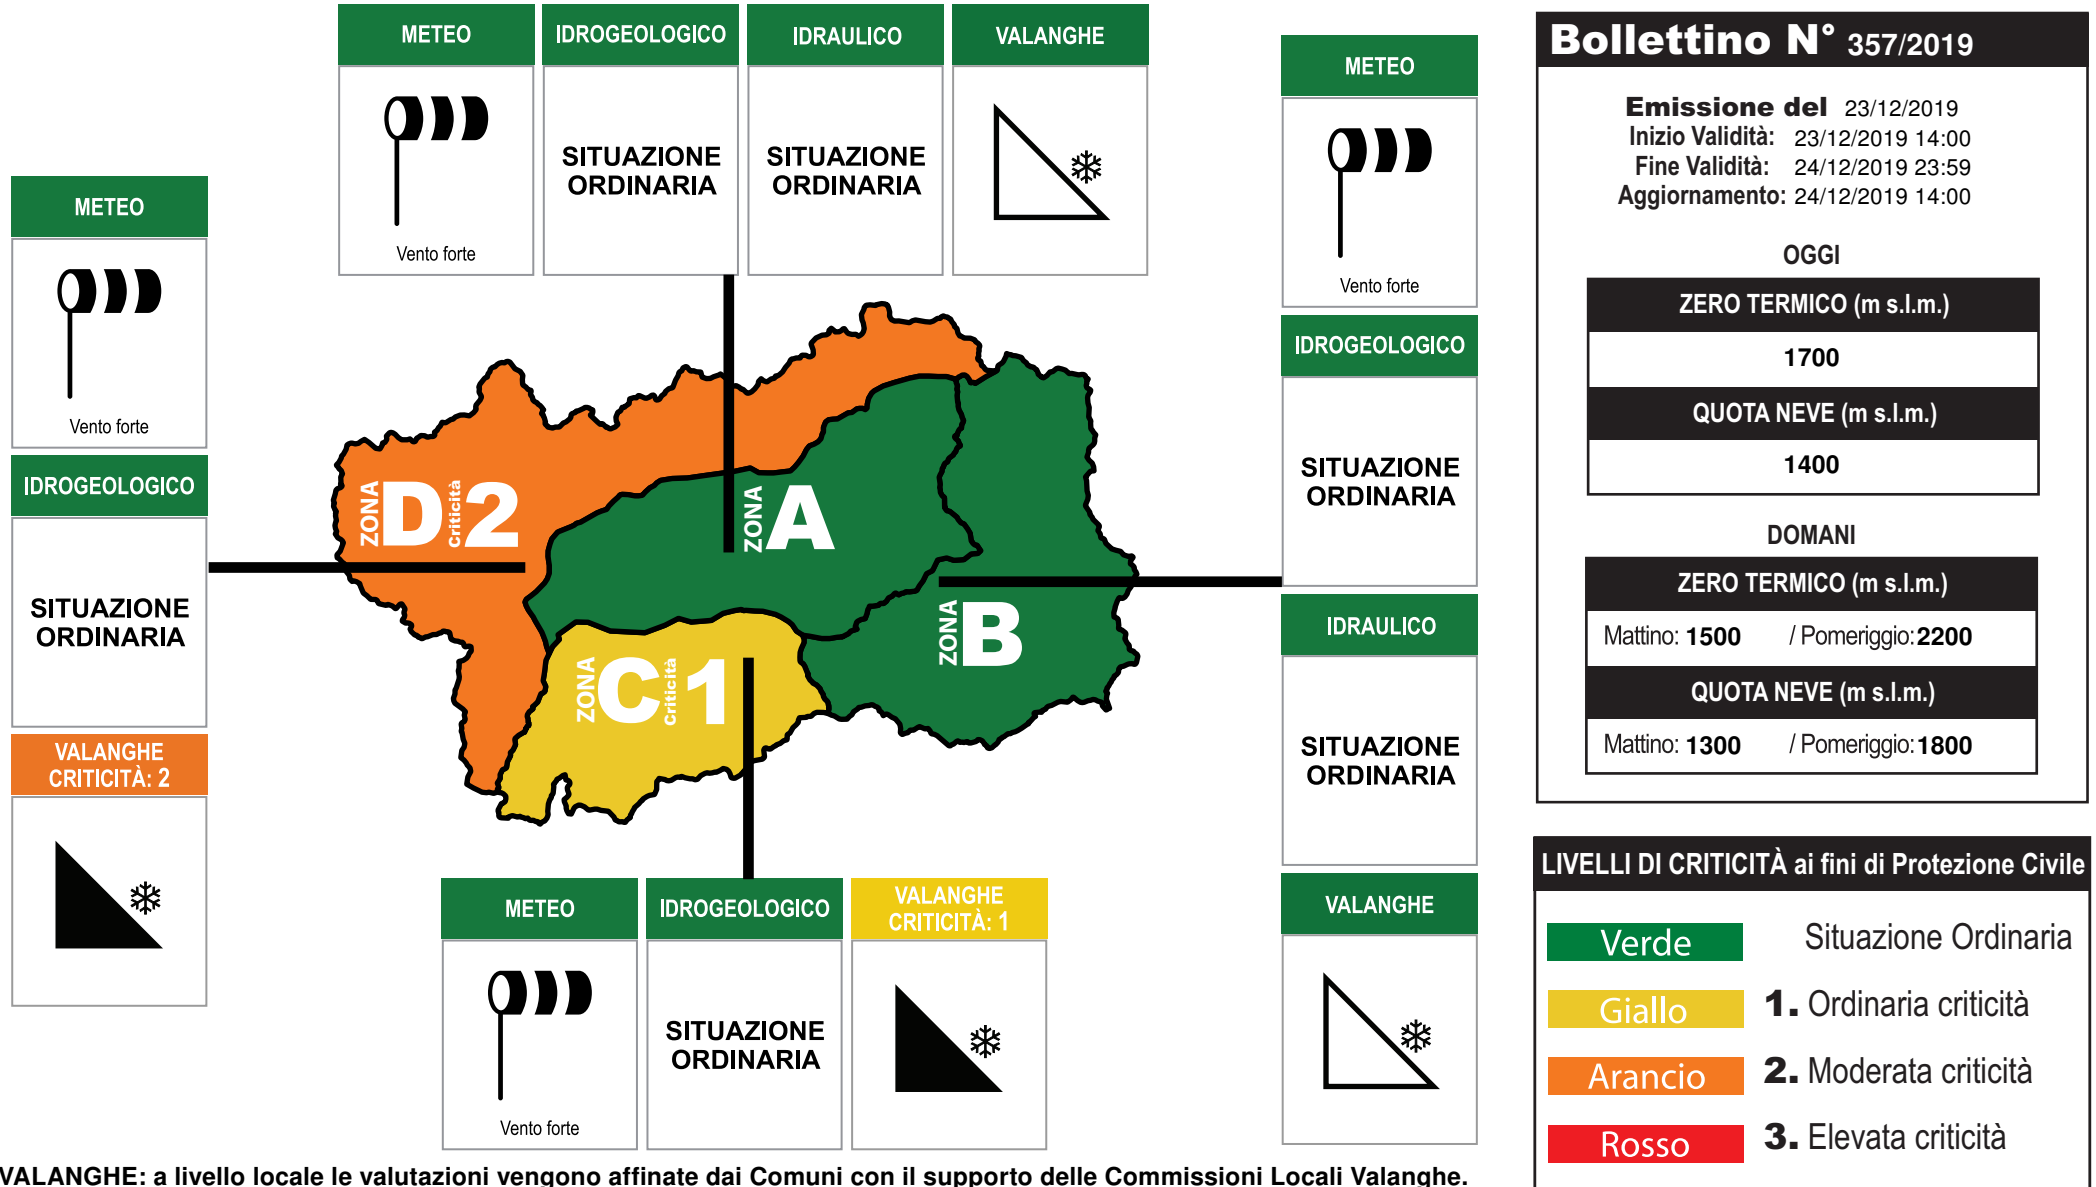 METEO
Vento forte
IDROGEOLOGICO
SITUAZIONE
ORDINARIA
IDRAULICO
SITUAZIONE
ORDINARIA
VALANGHE
METEO
Vento forte
IDROGEOLOGICO
SITUAZIONE
ORDINARIA
VALANGHE
CRITICITÀ: 2
ZONA D Criticità 2
ZONA A
ZONA B
ZONA C Criticità 1
METEO
Vento forte
IDROGEOLOGICO
SITUAZIONE
ORDINARIA
IDRAULICO
SITUAZIONE
ORDINARIA
VALANGHE
METEO
Vento forte
IDROGEOLOGICO
SITUAZIONE
ORDINARIA
VALANGHE
CRITICITÀ: 1
VALANGHE: a livello locale le valutazioni vengono affinate dai Comuni con il supporto delle Commissioni Locali Valanghe.
Bollettino N° 357/2019
Emissione del 23/12/2019
Inizio Validità: 23/12/2019 14:00
Fine Validità: 24/12/2019 23:59
Aggiornamento: 24/12/2019 14:00
OGGI
ZERO TERMICO (m s.l.m.)
1700
QUOTA NEVE (m s.l.m.)
1400
DOMANI
ZERO TERMICO (m s.l.m.)
Mattino: 1500 / Pomeriggio: 2200
QUOTA NEVE (m s.l.m.)
Mattino: 1300 / Pomeriggio: 1800
LIVELLI DI CRITICITÀ ai fini di Protezione Civile
Verde Situazione Ordinaria
Giallo 1. Ordinaria criticità
Arancio 2. Moderata criticità
Rosso 3. Elevata criticità